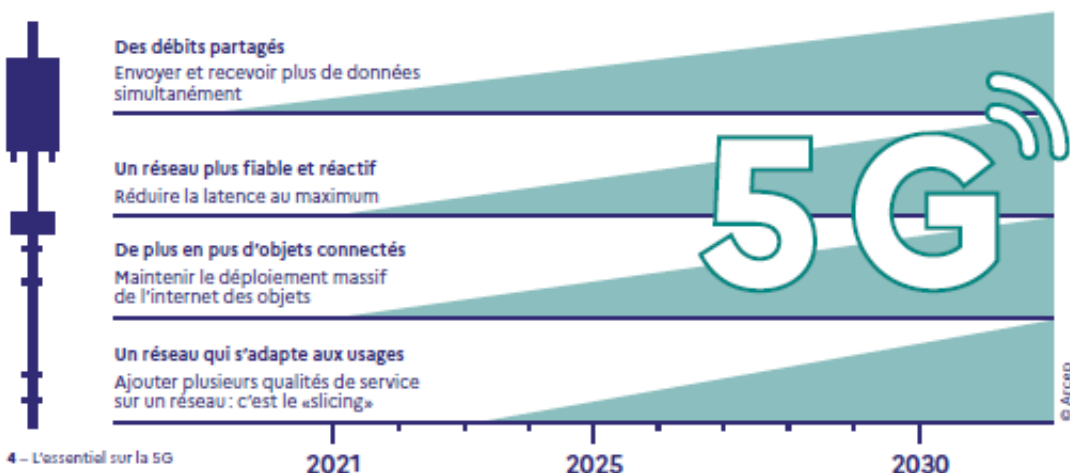 Des débits partagés
Envoyer et recevoir plus de données
simultanément
Un réseau plus fiable et réactif
Réduire la latence au maximum
De plus en pus d'objets connectés
Maintenir le déploiement massif
de l'internet des objets
Un réseau qui s'adapte aux usages
Ajouter plusieurs qualités de service
sur un réseau : c'est le «slicing»
5G
© Arcep
4 – L'essentiel sur la 5G
2021
2025
2030